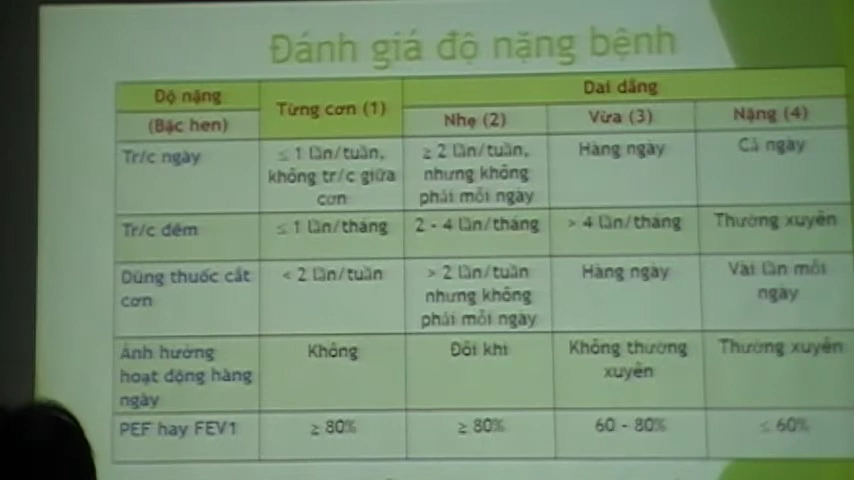 Đánh giá độ nặng bệnh
Độ nặng
(Bậc hen)
Từng cơn (1)
Dai dẳng
Nhẹ (2)
Vừa (3)
Nặng (4)
Tr/c ngày
≤ 1 lần/tuần,
không tr/c giữa
cơn
≥ 2 lần/tuần,
nhưng không
phải mỗi ngày
Hàng ngày
Cả ngày
Tr/c đêm
≤ 1 lần/tháng
2 - 4 lần/tháng
> 4 lần/tháng
Thường xuyên
Dùng thuốc cắt
cơn
< 2 lần/tuần
> 2 lần/tuần
nhưng không
phải mỗi ngày
Hàng ngày
Vài lần mỗi
ngày
Ảnh hưởng
hoạt động hàng
ngày
Không
Đôi khi
Không thường
xuyên
Thường xuyên
PEF hay FEV1
≥ 80%
≥ 80%
60 - 80%
≤ 60%